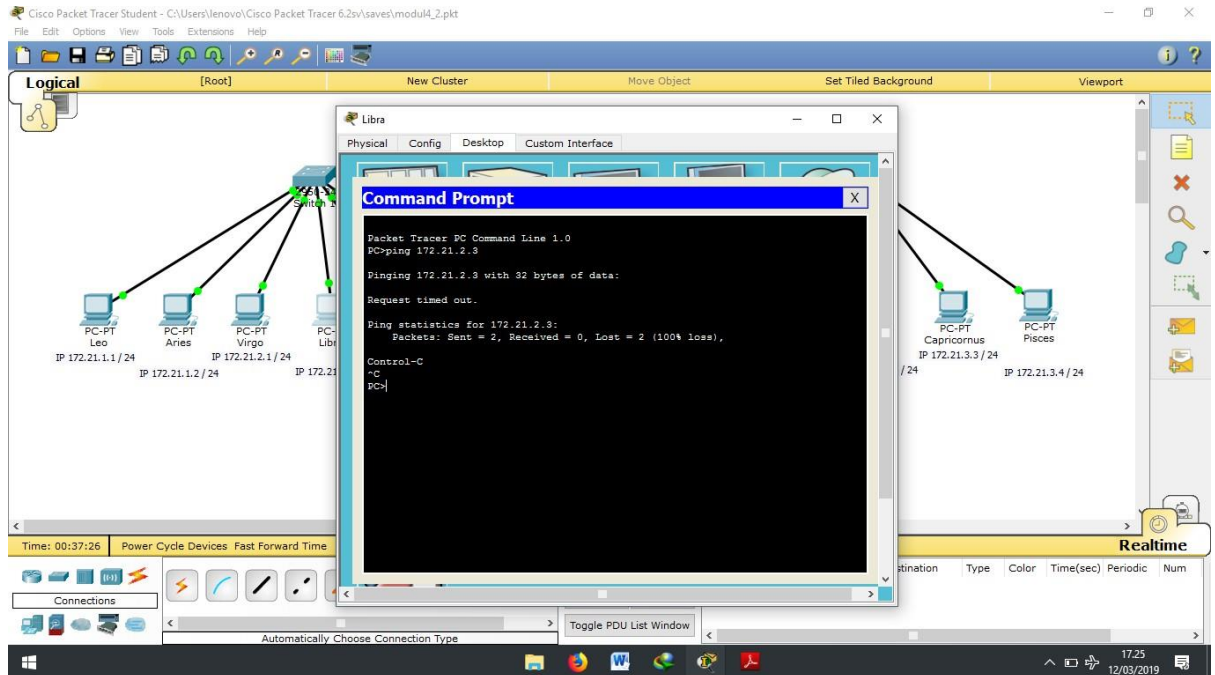 Cisco Packet Tracer Student - C:\Users\lenovo\Cisco Packet Tracer 6.2sv\saves\modul4_2.pkt
File Edit Options View Tools Extensions Help
Logical [Root] New Cluster Move Object Set Tiled Background Viewport
Libra
Physical Config Desktop Custom Interface
Command Prompt X
Packet Tracer PC Command Line 1.0
PC>ping 172.21.2.3
Pinging 172.21.2.3 with 32 bytes of data:
Request timed out.
Ping statistics for 172.21.2.3:
Packets: Sent = 2, Received = 0, Lost = 2 (100% loss),
Control-C
^C
PC>
Switch
PC-PT
Leo
IP 172.21.1.1 / 24
PC-PT
Aries
IP 172.21.1.2 / 24
PC-PT
Virgo
IP 172.21.2.1 / 24
PC-
Libr
IP 172.21
PC-PT
Capricornus
IP 172.21.3.3 / 24
/ 24
PC-PT
Pisces
IP 172.21.3.4 / 24
Time: 00:37:26 Power Cycle Devices Fast Forward Time Realtime
Connections
Automatically Choose Connection Type
Toggle PDU List Window
stination Type Color Time(sec) Periodic Num
17.25
12/03/2019